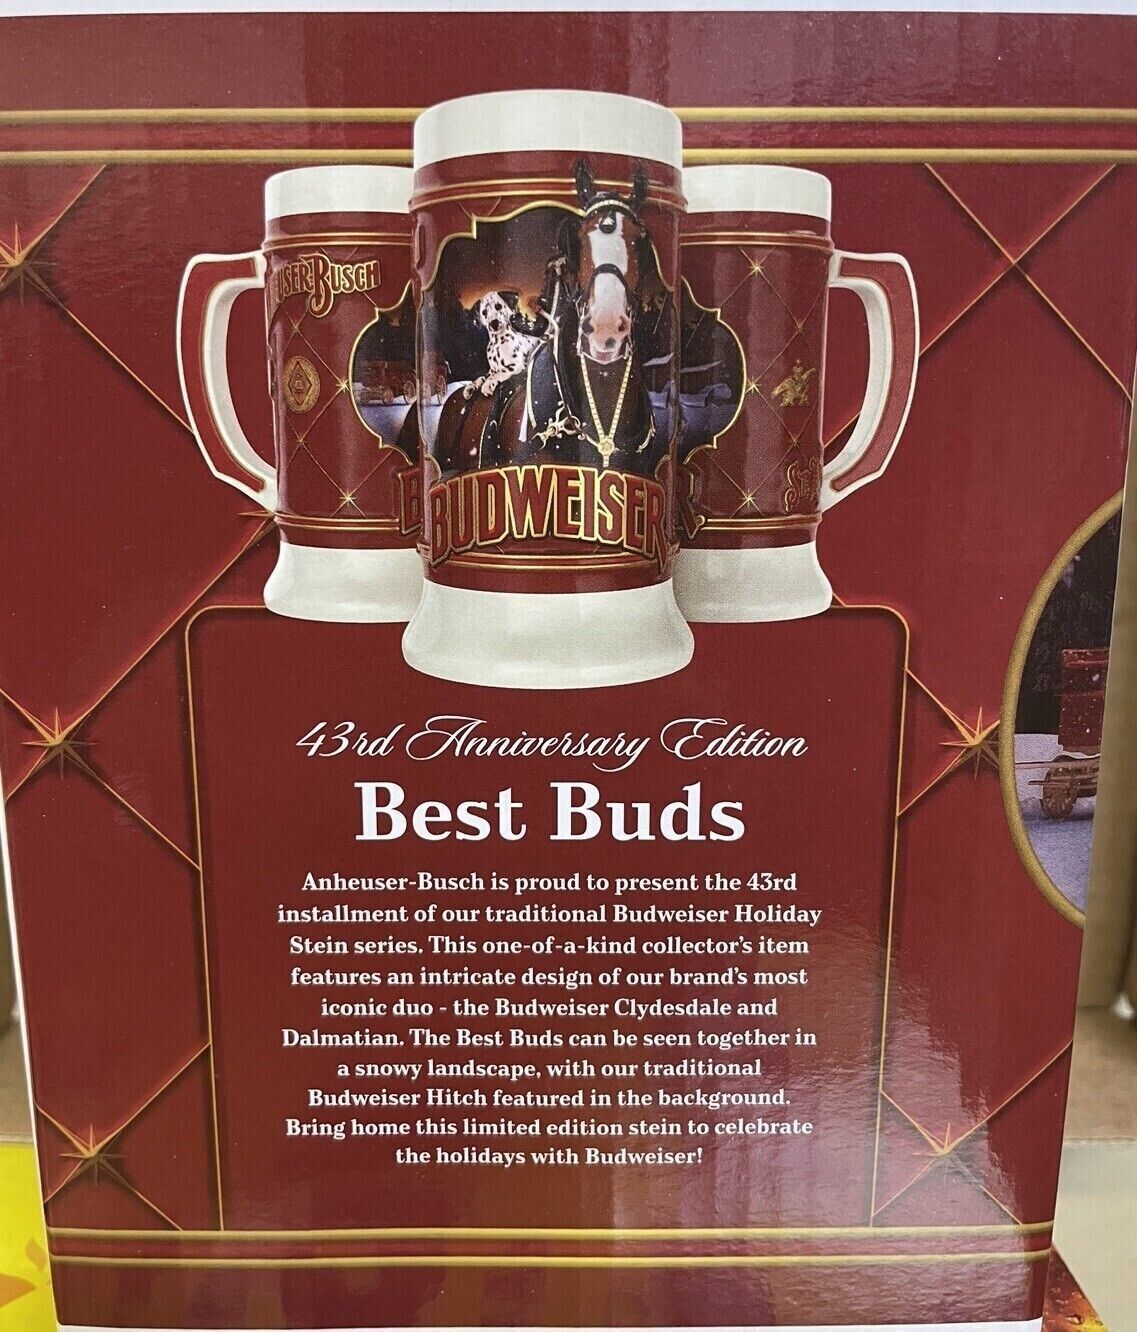 BUSCH
BUDWEISER
43rd Anniversary Edition
Best Buds
Anheuser-Busch is proud to present the 43rd
installment of our traditional Budweiser Holiday
Stein series. This one-of-a-kind collector's item
features an intricate design of our brand's most
iconic duo - the Budweiser Clydesdale and
Dalmatian. The Best Buds can be seen together in
a snowy landscape, with our traditional
Budweiser Hitch featured in the background.
Bring home this limited edition stein to celebrate
the holidays with Budweiser!